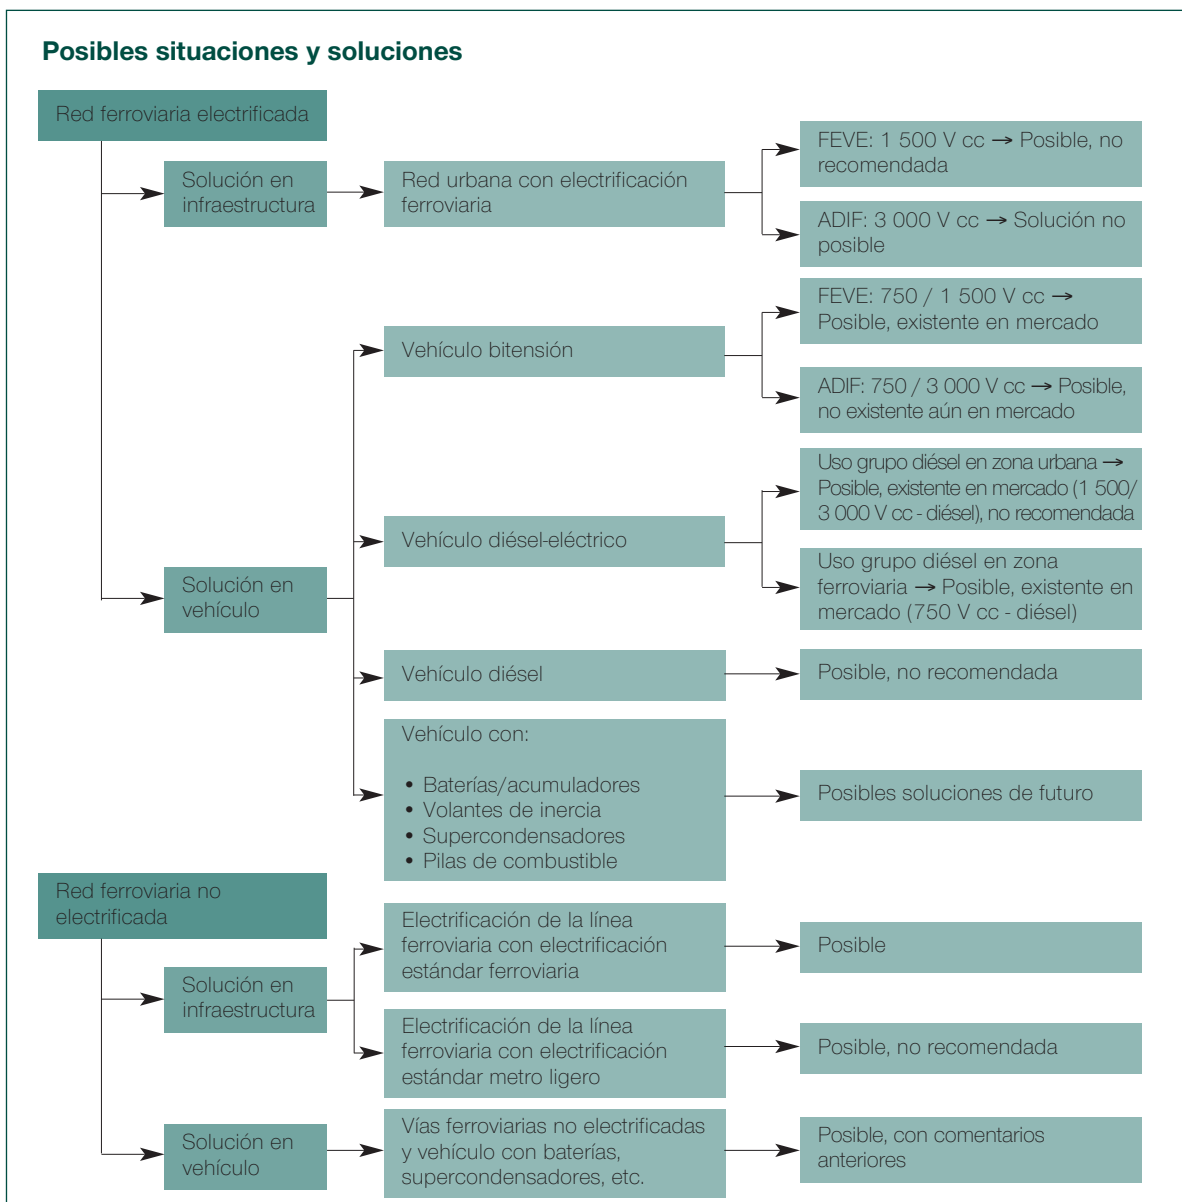 Posibles situaciones y soluciones
Red ferroviaria electrificada
Solución en
infraestructura
Red urbana con electrificación
ferroviaria
FEVE: 1 500 V cc → Posible, no
recomendada
ADIF: 3 000 V cc → Solución no
posible
Solución en
vehículo
Vehículo bitensión
FEVE: 750 / 1 500 V cc →
Posible, existente en mercado
ADIF: 750 / 3 000 V cc → Posible,
no existente aún en mercado
Vehículo diésel-eléctrico
Uso grupo diésel en zona urbana →
Posible, existente en mercado (1 500/
3 000 V cc - diésel), no recomendada
Uso grupo diésel en zona
ferroviaria → Posible, existente en
mercado (750 V cc - diésel)
Vehículo diésel
Posible, no recomendada
Vehículo con:
• Baterías/acumuladores
• Volantes de inercia
• Supercondensadores
• Pilas de combustible
Posibles soluciones de futuro
Red ferroviaria no
electrificada
Solución en
infraestructura
Electrificación de la línea
ferroviaria con electrificación
estándar ferroviaria
Posible
Electrificación de la línea
ferroviaria con electrificación
estándar metro ligero
Posible, no recomendada
Solución en
vehículo
Vías ferroviarias no electrificadas
y vehículo con baterías,
supercondensadores, etc.
Posible, con comentarios
anteriores